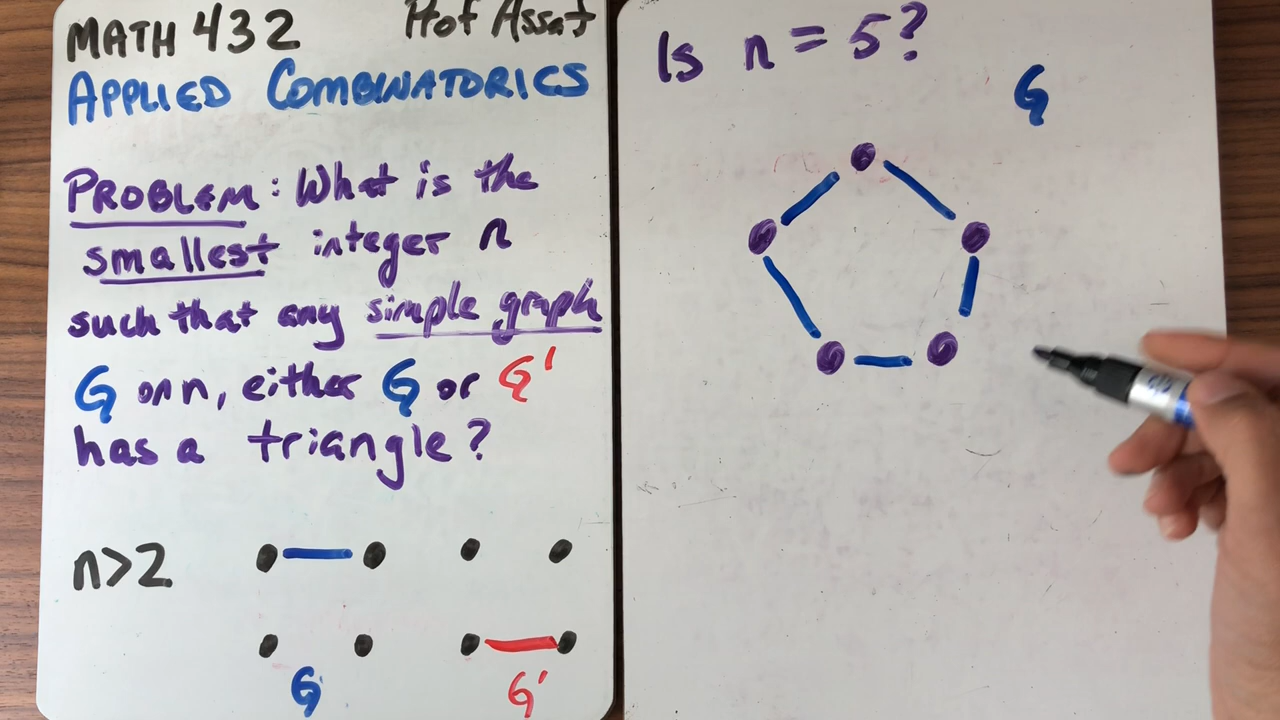 MATH 432
Prof Assaf
APPLIED COMBINATORICS
PROBLEM: What is the
smallest integer n
such that any simple graph
G on n, either G or G'
has a triangle?
n>2
G
G'
Is n = 5?
G